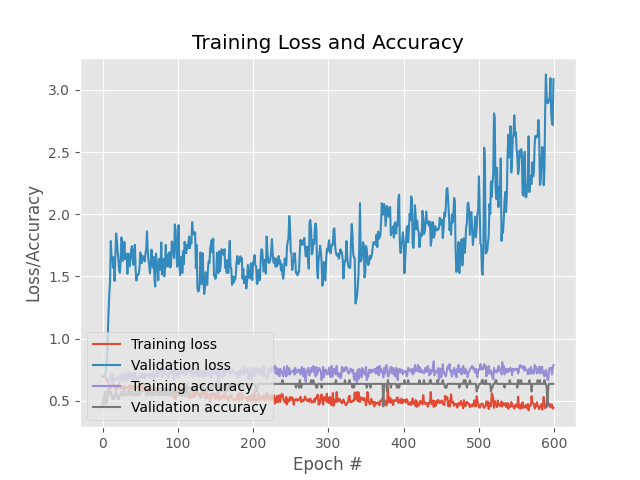 Training Loss and Accuracy
Loss/Accuracy
3.0
2.5
2.0
1.5
1.0
0.5
Training loss
Validation loss
Training accuracy
Validation accuracy
0
100
200
300
400
500
600
Epoch #